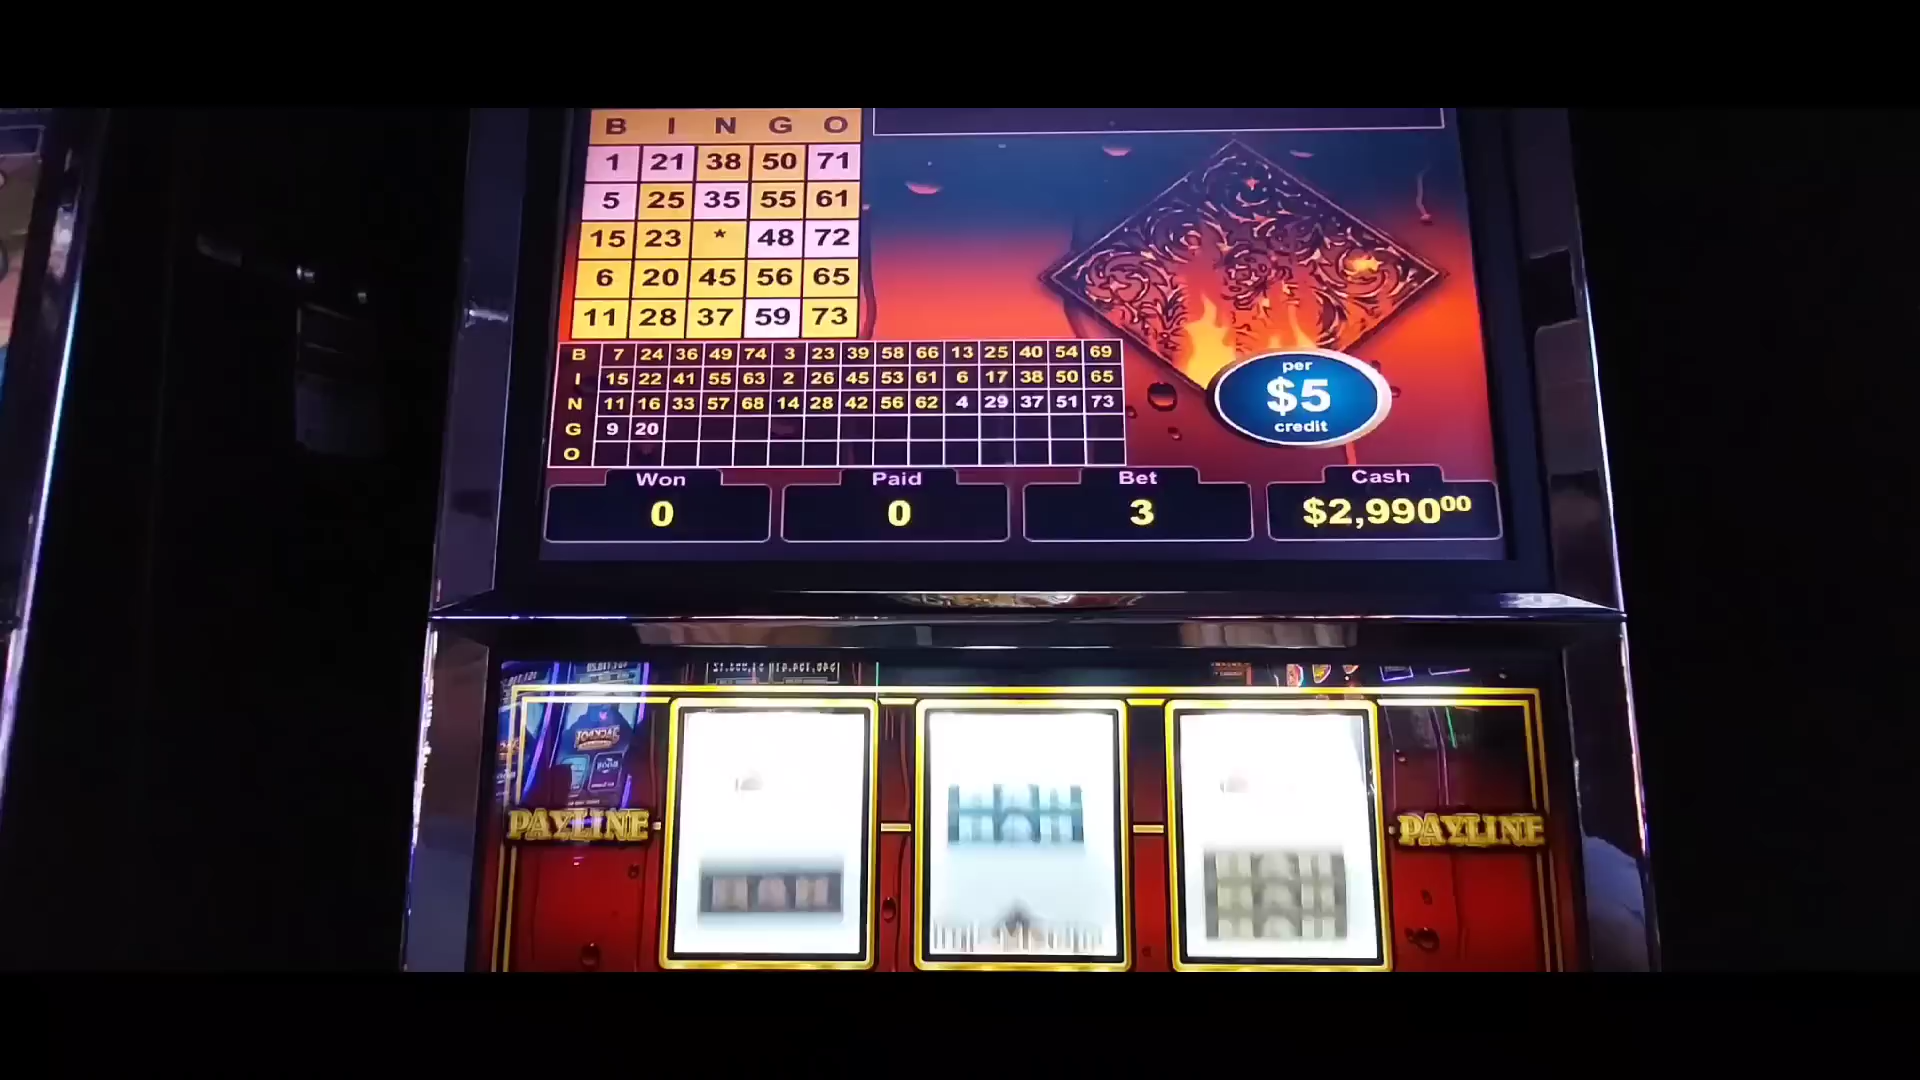 B I N G O
1 21 38 50 71
5 25 35 55 61
15 23 * 48 72
6 20 45 56 65
11 28 37 59 73
B 7 24 36 49 74 3 23 39 58 66 13 25 40 54 69
I 15 22 41 55 63 2 26 45 53 61 6 17 38 50 65
N 11 16 33 57 68 14 28 42 56 62 4 29 37 51 73
G 9 20
O
per
$5
credit
Won Paid Bet Cash
0 0 3 $2,990⁰⁰
PAYLINE PAYLINE